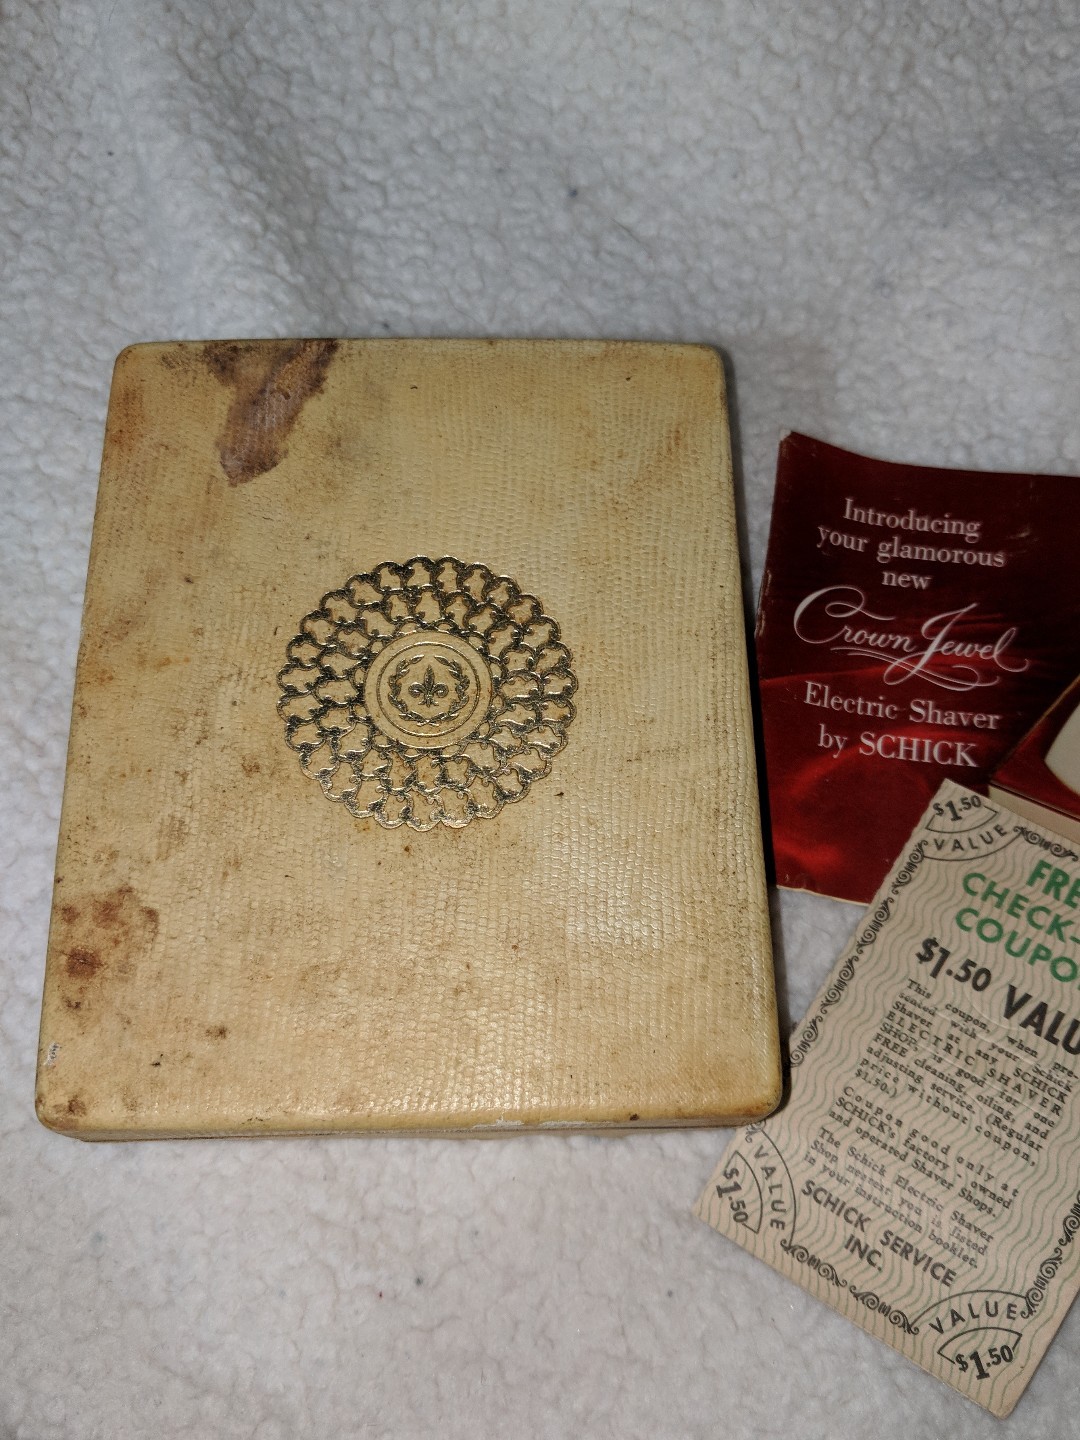 Introducing
your glamorous
new
Crown Jewel
Electric Shaver
by SCHICK
$1.50
VALUE
FRE
CHECK-
COUPO
$1.50 VALU
This coupon, when pre-
sented with your Schick
Shaver at any SCHICK
ELECTRIC SHAVER
SHOP, is good for one
FREE cleaning, oiling, and
adjusting service. (Regular
price without coupon,
$1.50.)
Coupon good only at
SCHICK's factory-owned
and operated Shaver Shops.
The Schick Electric Shaver
Shop nearest you is listed
in your instruction booklet.
SCHICK SERVICE
INC.
VALUE
$1.50
VALUE
$1.50